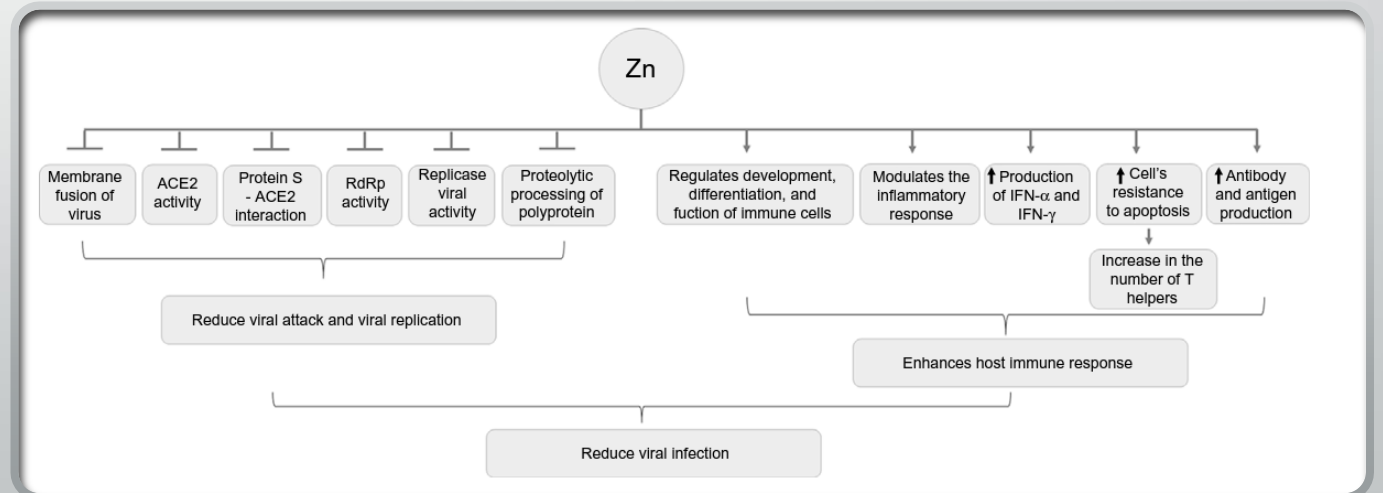 Zn
Membrane
fusion of
virus
ACE2
activity
Protein S
- ACE2
interaction
RdRp
activity
Replicase
viral
activity
Proteolytic
processing of
polyprotein
Regulates development,
differentiation, and
fuction of immune cells
Modulates the
inflammatory
response
⬆ Production
of IFN-α and
IFN-γ
⬆ Cell's
resistance
to apoptosis
⬆ Antibody
and antigen
production
Increase in the
number of T
helpers
Reduce viral attack and viral replication
Enhances host immune response
Reduce viral infection